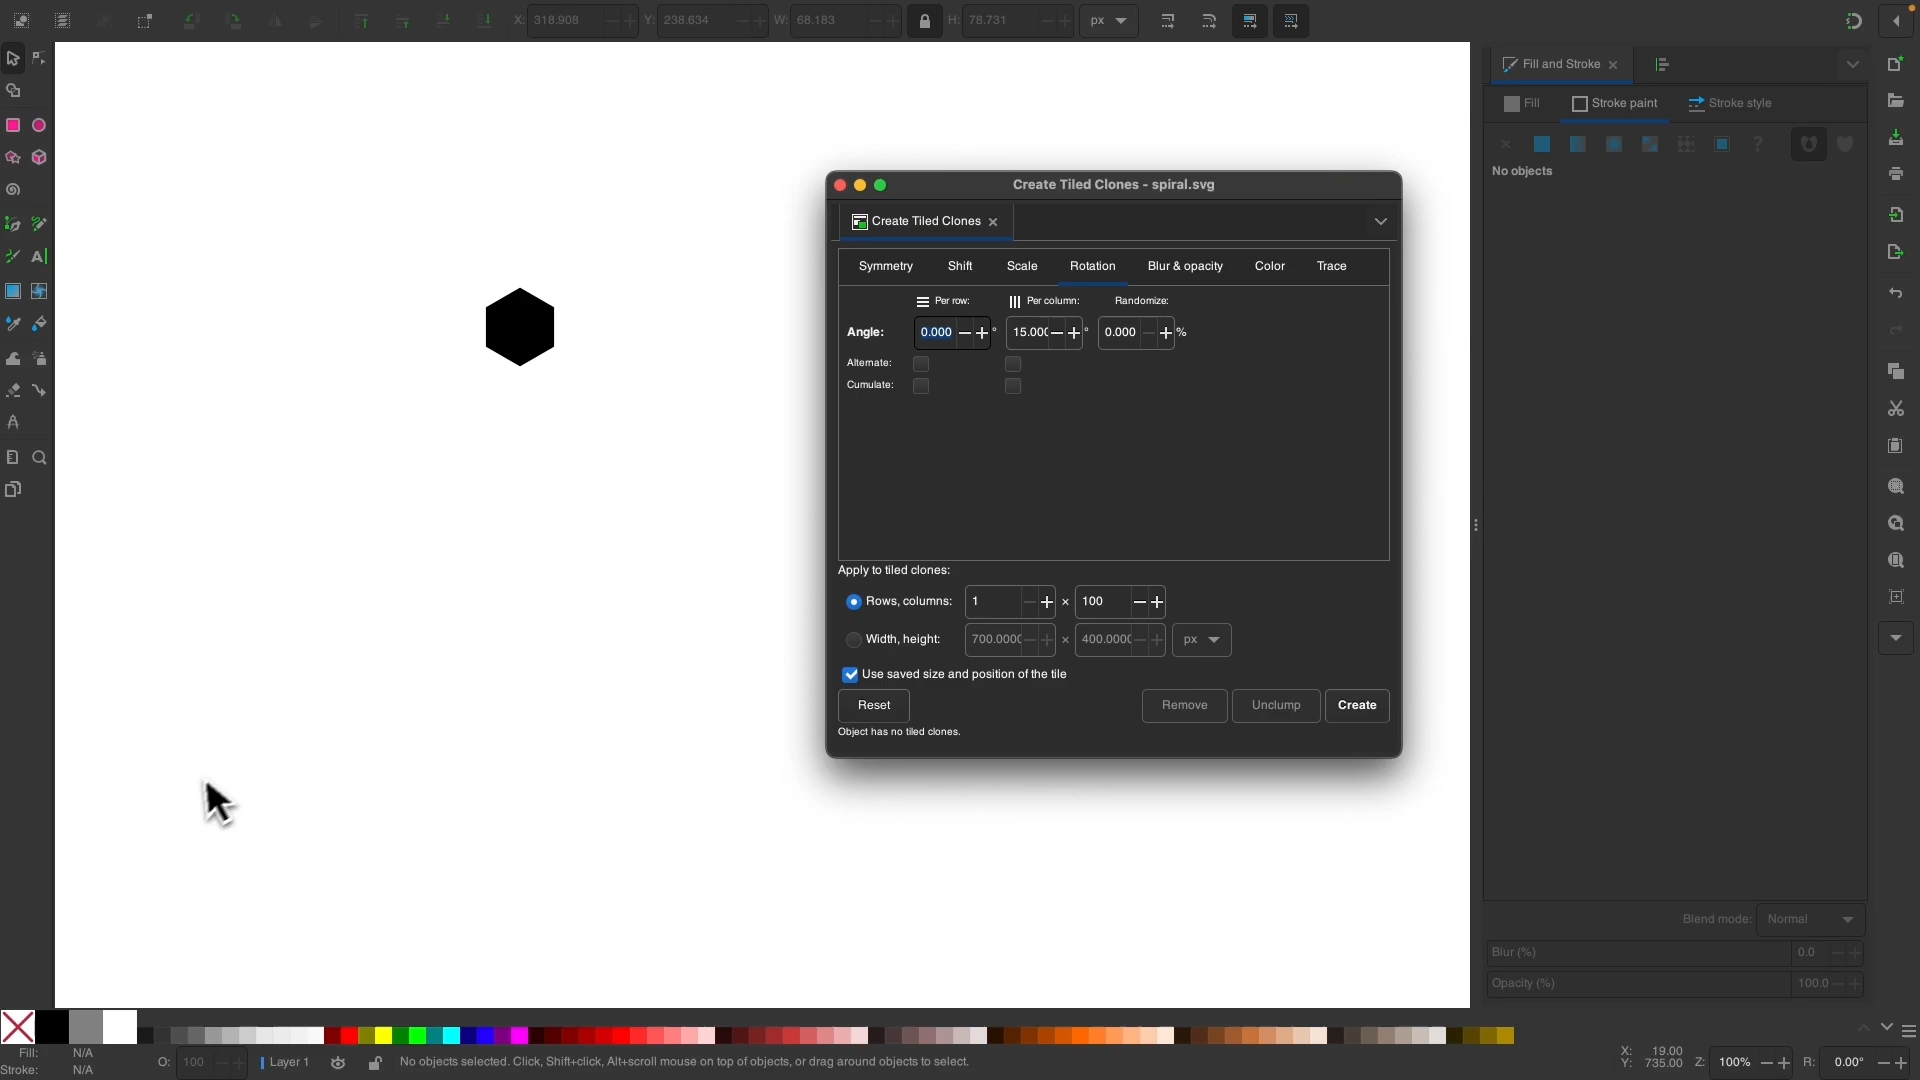 X: 318.908 Y: 238.634 W: 68.183 H: 78.731 px
Fill and Stroke
Fill Stroke paint Stroke style
No objects
Create Tiled Clones - spiral.svg
Create Tiled Clones
Symmetry Shift Scale Rotation Blur & opacity Color Trace
Per row: Per column: Randomize:
Angle: 0.000 ° 15.000 ° 0.000 %
Alternate:
Cumulate:
Apply to tiled clones:
Rows, columns: 1 × 100
Width, height: 700.0000 × 400.0000 px
Use saved size and position of the tile
Reset Remove Unclump Create
Object has no tiled clones.
Blend mode: Normal
Blur (%) 0.0
Opacity (%) 100.0
Fill: N/A
Stroke: N/A
O: 100 Layer 1 No objects selected. Click, Shift+click, Alt+scroll mouse on top of objects, or drag around objects to select.
X: 19.00
Y: 735.00
Z: 100% R: 0.00°